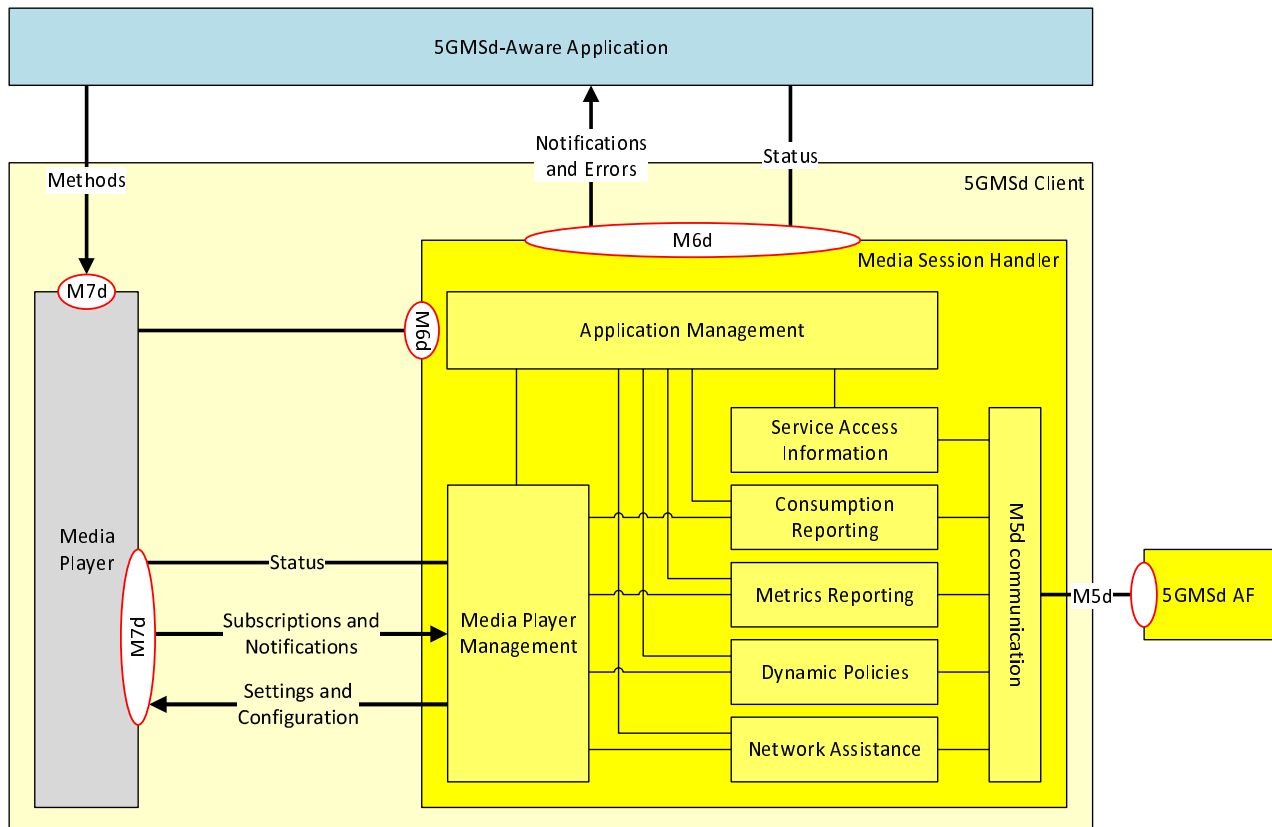 5GMSd-Aware Application
Notifications
and Errors
Status
Methods
5GMSd Client
M6d
Media Session Handler
M7d
M6d
Application Management
Service Access
Information
Consumption
Reporting
Media
Player
Status
M5d communication
Metrics Reporting
M5d
5GMSd AF
M7d
Subscriptions and
Notifications
Media Player
Management
Dynamic Policies
Settings and
Configuration
Network Assistance